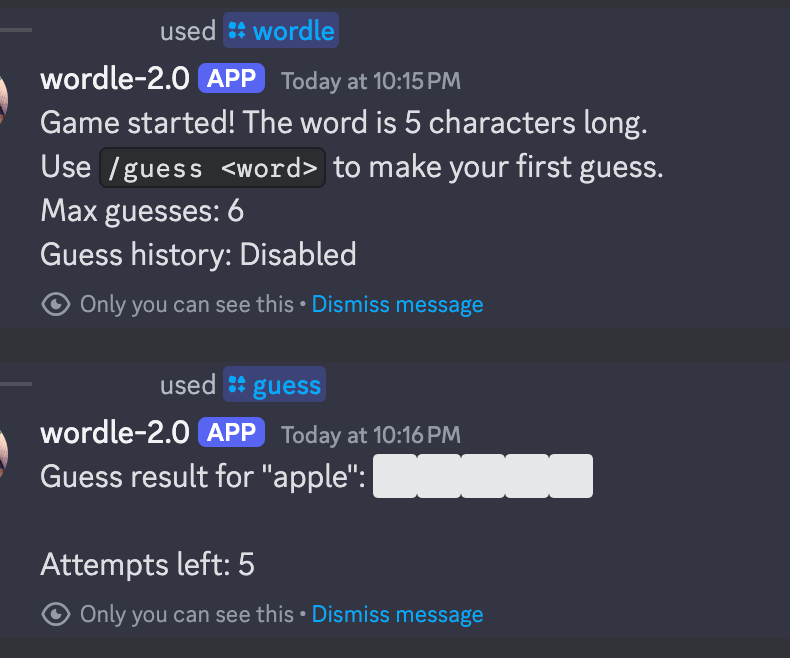 used wordle
wordle-2.0 APP Today at 10:15 PM
Game started! The word is 5 characters long.
Use /guess <word> to make your first guess.
Max guesses: 6
Guess history: Disabled
Only you can see this • Dismiss message
used guess
wordle-2.0 APP Today at 10:16 PM
Guess result for "apple":
Attempts left: 5
Only you can see this • Dismiss message